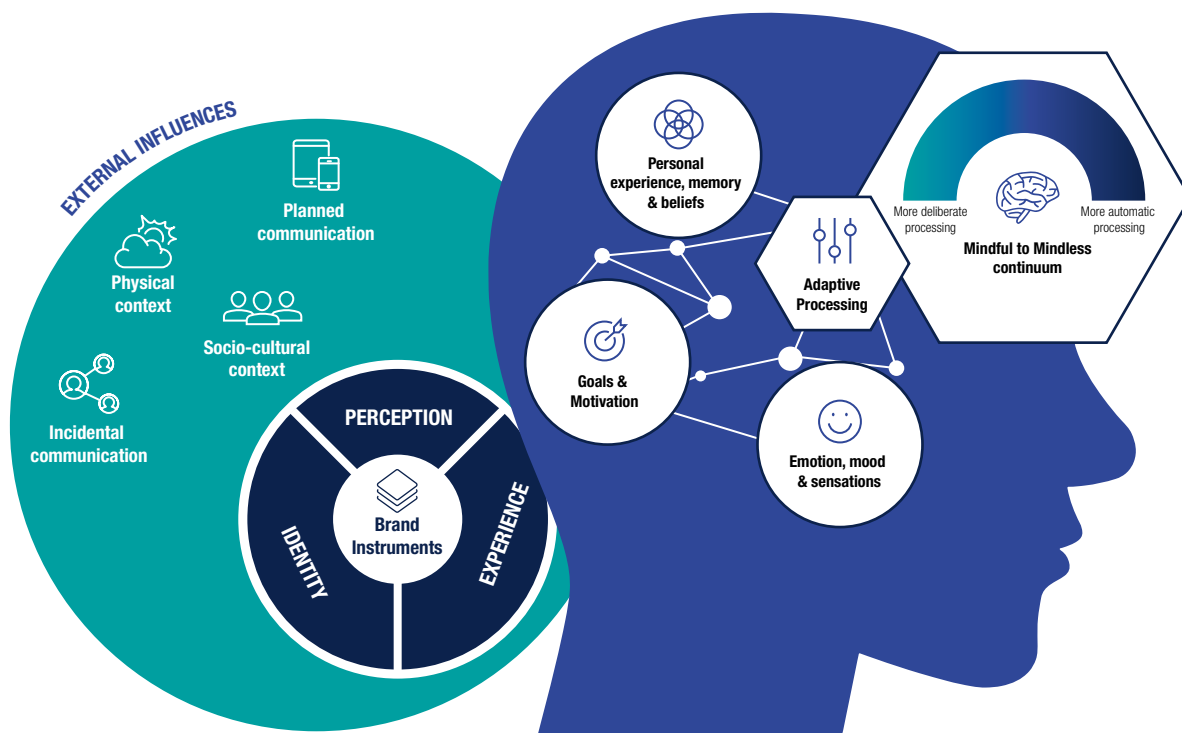 EXTERNAL INFLUENCES
Planned
communication
Physical
context
Socio-cultural
context
Incidental
communication
PERCEPTION
IDENTITY
EXPERIENCE
Brand
Instruments
Personal
experience, memory
& beliefs
Adaptive
Processing
Goals &
Motivation
Emotion, mood
& sensations
More deliberate
processing
More automatic
processing
Mindful to Mindless
continuum